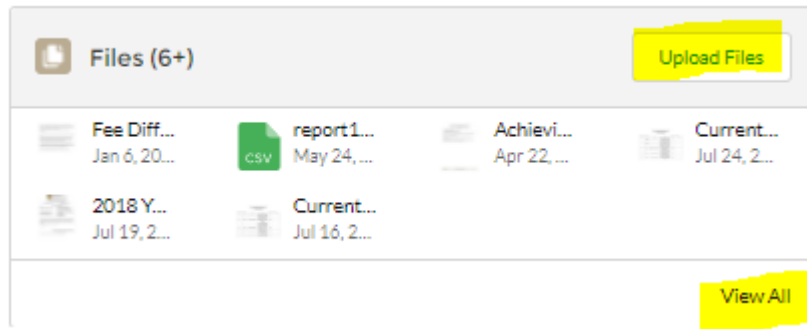 Files (6+)
Upload Files
Fee Diff... report1... Achievi... Current...
Jan 6, 20... csv May 24, ... Apr 22, ... Jul 24, 2...
2018 Y... Current...
Jul 19, 2... Jul 16, 2...
View All